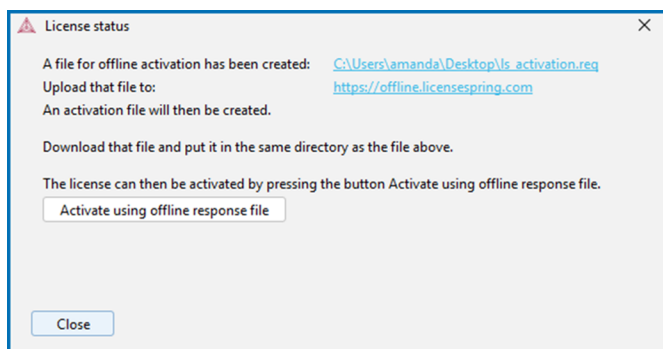 License status
A file for offline activation has been created: C:\Users\amanda\Desktop\ls_activation.req
Upload that file to: https://offline.licensespring.com
An activation file will then be created.
Download that file and put it in the same directory as the file above.
The license can then be activated by pressing the button Activate using offline response file.
Activate using offline response file
Close